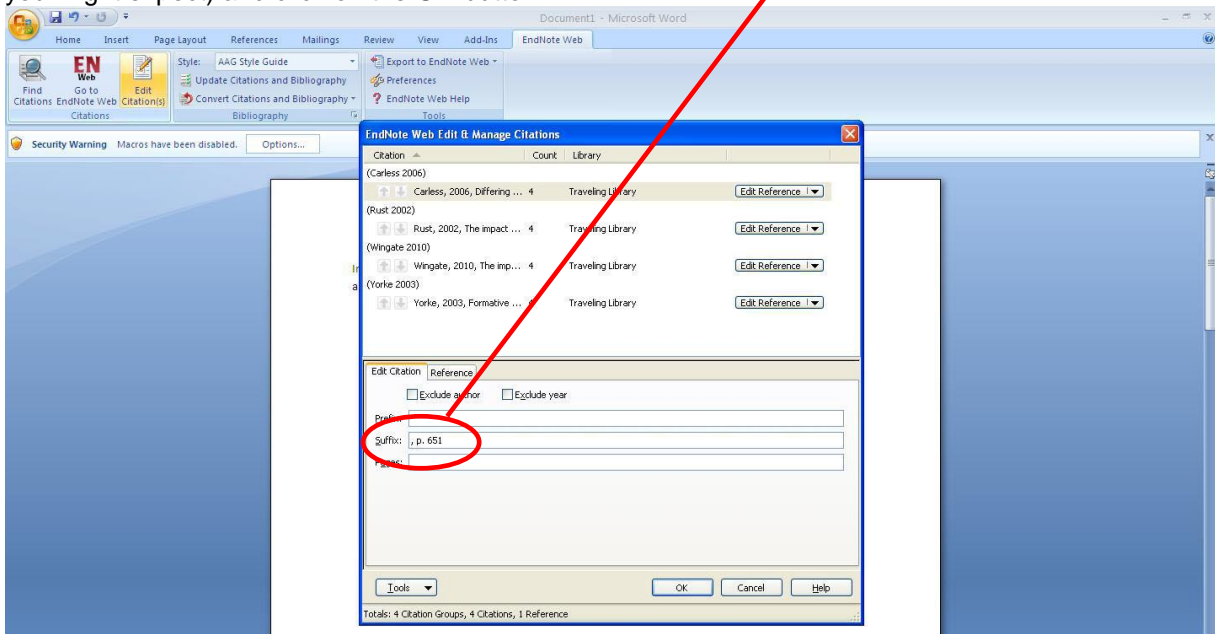 Document1 - Microsoft Word
Home Insert Page Layout References Mailings Review View Add-Ins EndNote Web
Find Citations
EN Web
Go to EndNote Web
Edit Citation(s)
Citations
Style: AAG Style Guide
Update Citations and Bibliography
Convert Citations and Bibliography
Bibliography
Export to EndNote Web
Preferences
? EndNote Web Help
Tools
Security Warning Macros have been disabled. Options...
EndNote Web Edit & Manage Citations
Citation Count Library
(Carless 2006)
Carless, 2006, Differing ... 4 Traveling Library Edit Reference
(Rust 2002)
Rust, 2002, The impact ... 4 Traveling Library Edit Reference
(Wingate 2010)
Wingate, 2010, The imp... 4 Traveling Library Edit Reference
(Yorke 2003)
Yorke, 2003, Formative ... Traveling Library Edit Reference
Edit Citation Reference
Exclude author Exclude year
Prefix:
Suffix: , p. 651
Pages:
Tools OK Cancel Help
Totals: 4 Citation Groups, 4 Citations, 1 Reference